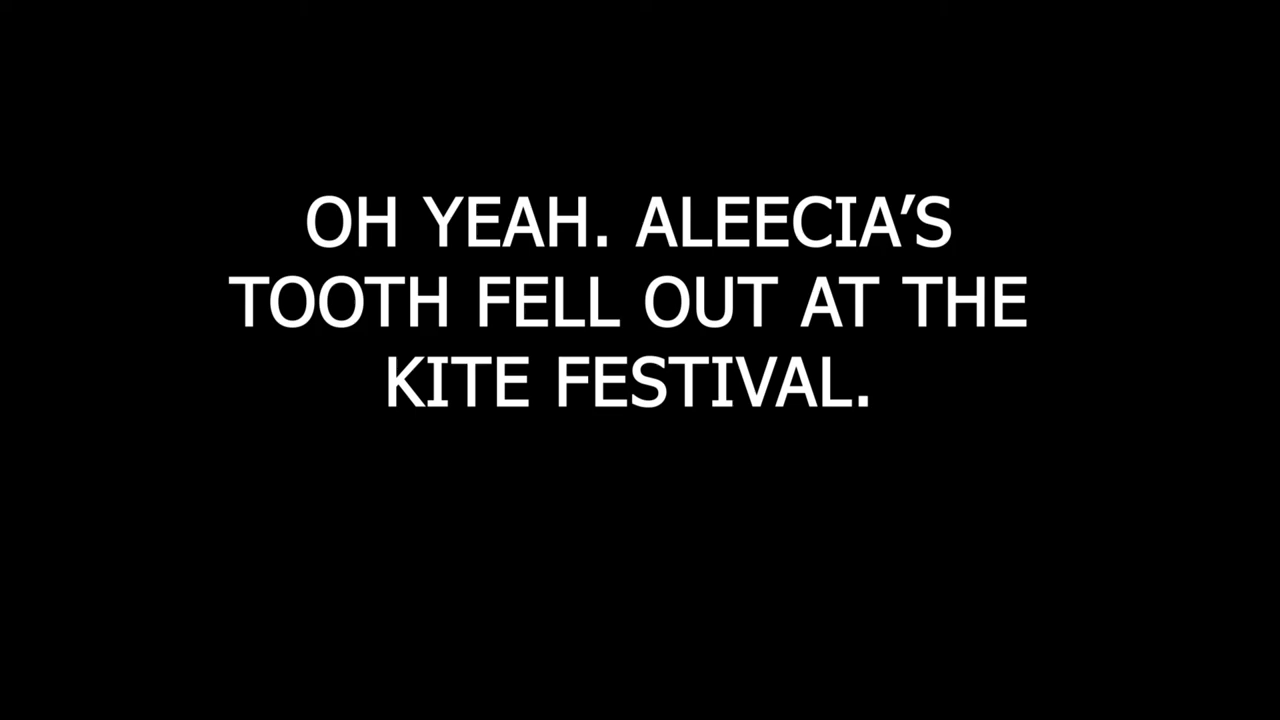 OH YEAH. ALEECIA’S
TOOTH FELL OUT AT THE
KITE FESTIVAL.